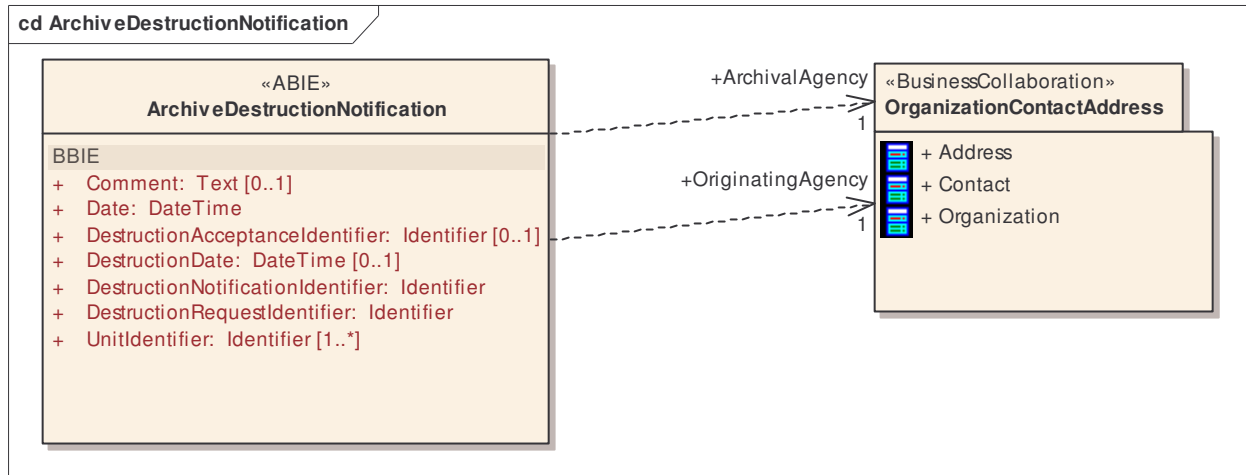 cd ArchiveDestructionNotification
«ABIE»
ArchiveDestructionNotification
BBIE
+ Comment: Text [0..1]
+ Date: DateTime
+ DestructionAcceptanceIdentifier: Identifier [0..1]
+ DestructionDate: DateTime [0..1]
+ DestructionNotificationIdentifier: Identifier
+ DestructionRequestIdentifier: Identifier
+ UnitIdentifier: Identifier [1..*]
+ArchivalAgency
1
+OriginatingAgency
1
«BusinessCollaboration»
OrganizationContactAddress
+ Address
+ Contact
+ Organization